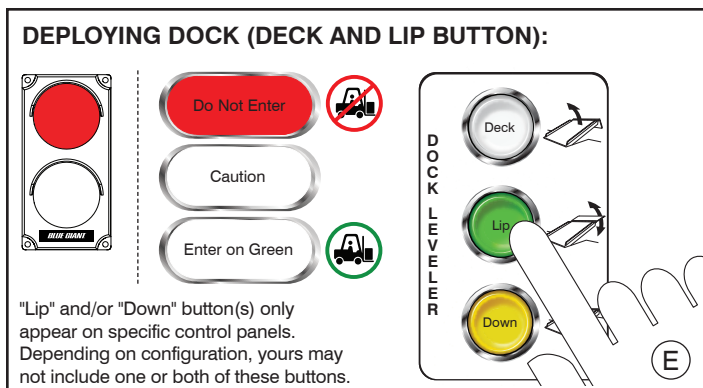 DEPLOYING DOCK (DECK AND LIP BUTTON):
BLUE GIANT
Do Not Enter
Caution
Enter on Green
"Lip" and/or "Down" button(s) only
appear on specific control panels.
Depending on configuration, yours may
not include one or both of these buttons.
DOCK LEVELER
Deck
Lip
Down
E